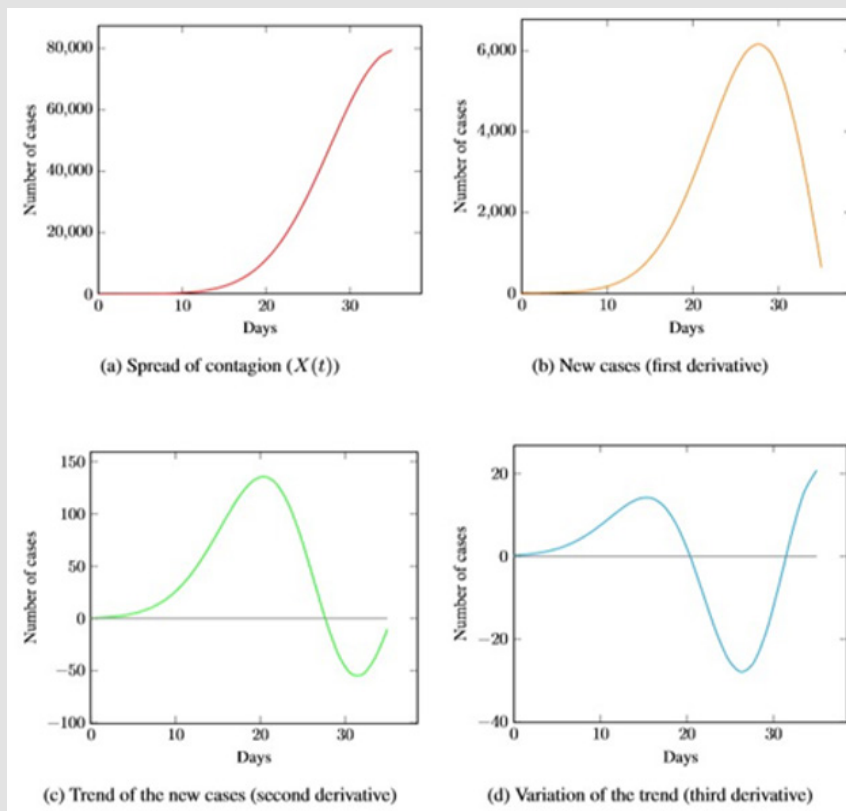 80,000
60,000
40,000
20,000
0
Number of cases
0 10 20 30
Days
(a) Spread of contagion (X(t))
6,000
4,000
2,000
0
Number of cases
0 10 20 30
Days
(b) New cases (first derivative)
150
100
50
0
−50
−100
Number of cases
0 10 20 30
Days
(c) Trend of the new cases (second derivative)
20
0
−20
−40
Number of cases
0 10 20 30
Days
(d) Variation of the trend (third derivative)